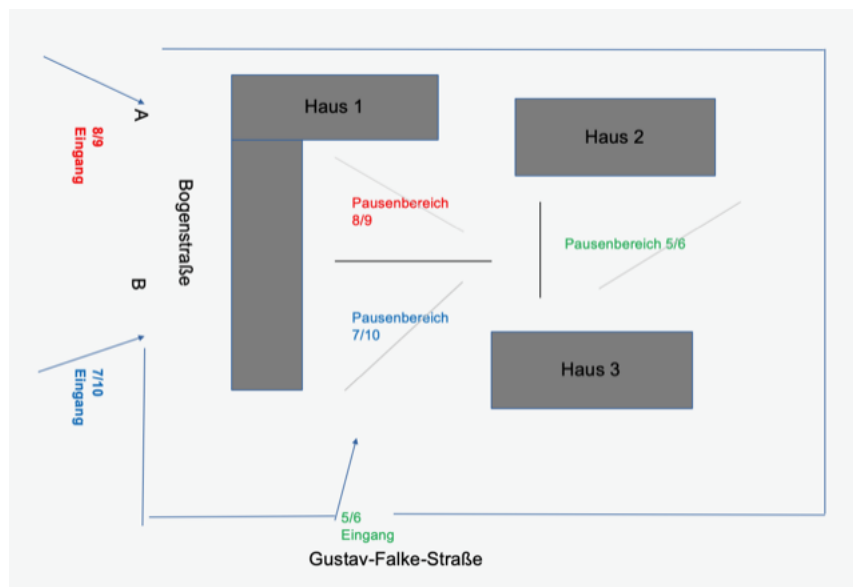 Haus 1
Haus 2
A
8/9
Eingang
Bogenstraße
Pausenbereich
8/9
Pausenbereich 5/6
B
Pausenbereich
7/10
7/10
Eingang
Haus 3
5/6
Eingang
Gustav-Falke-Straße